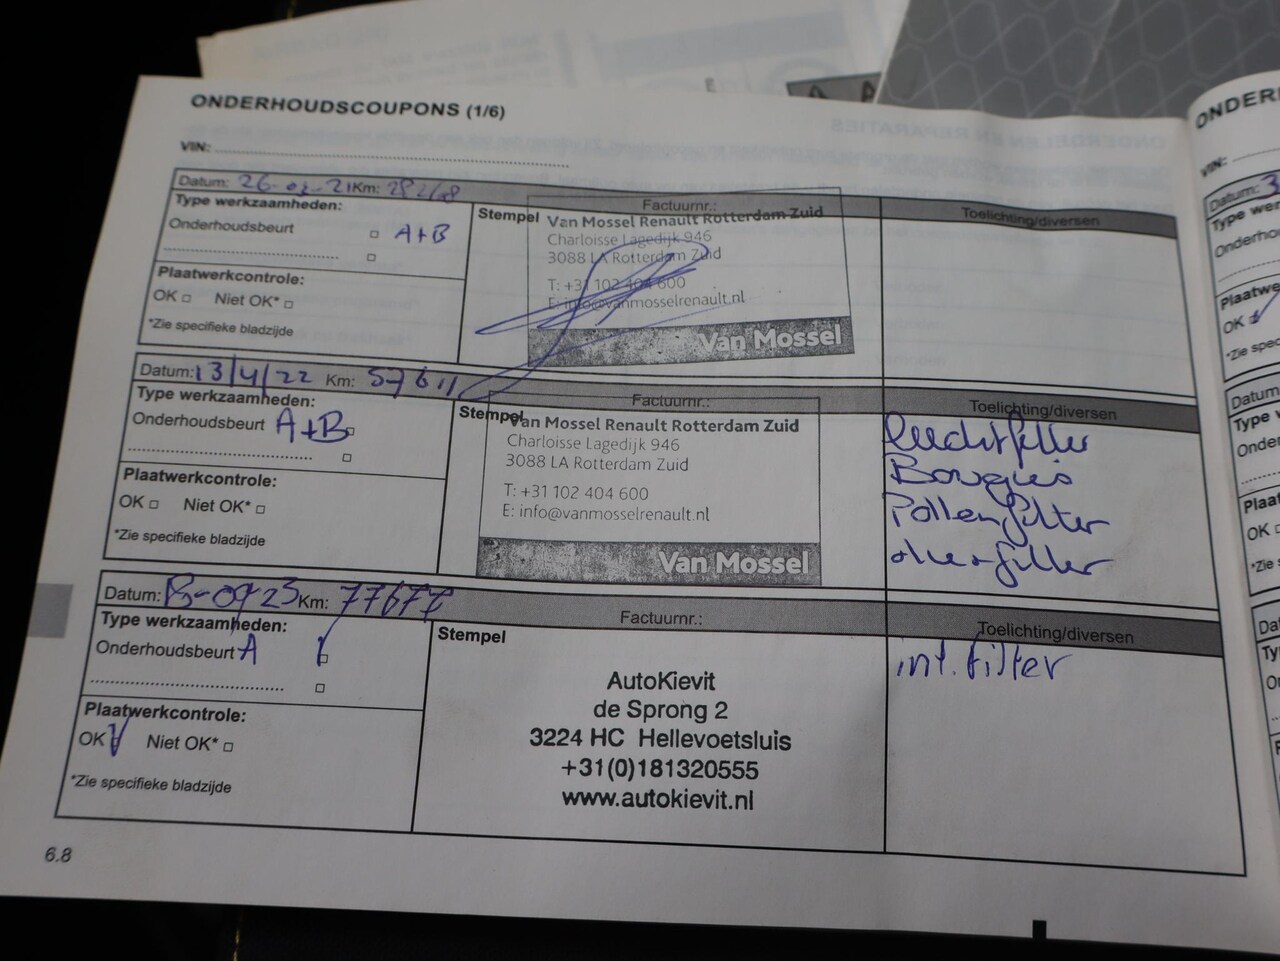 ONDERHOUDSCOUPONS (1/6)
VIN:
Datum: 26-02-21 Km:
Type werkzaamheden:
Onderhoudsbeurt A+B
Plaatwerkcontrole:
OK Niet OK*
*Zie specifieke bladzijde
Factuurnr.:
Stempel
Van Mossel Renault Rotterdam Zuid
Charloisse Lagedijk 946
3088 LA Rotterdam Zuid
T: +31 102 404 600
E: info@vanmosselrenault.nl
Van Mossel
Toelichting/diversen
Datum: 13/4/22 Km: 57611
Type werkzaamheden:
Onderhoudsbeurt A+B
Plaatwerkcontrole:
OK Niet OK*
*Zie specifieke bladzijde
Factuurnr.:
Stempel
Van Mossel Renault Rotterdam Zuid
Charloisse Lagedijk 946
3088 LA Rotterdam Zuid
T: +31 102 404 600
E: info@vanmosselrenault.nl
Van Mossel
Toelichting/diversen
luchtfilter
Bougies
Pollenfilter
Datum: Km: 77677
Type werkzaamheden:
Onderhoudsbeurt A
Plaatwerkcontrole:
OK Niet OK*
*Zie specifieke bladzijde
Factuurnr.:
Stempel
AutoKievit
de Sprong 2
3224 HC Hellevoetsluis
+31(0)181320555
www.autokievit.nl
Toelichting/diversen
int. filter
6.8